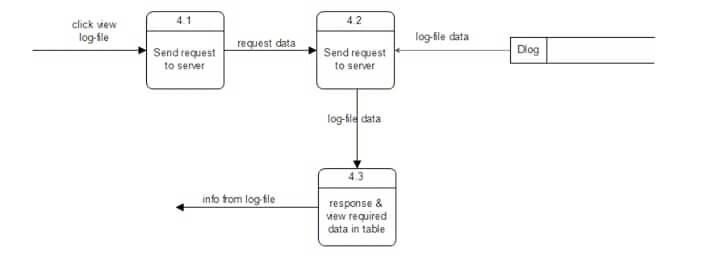 click view
log-file
4.1
Send request
to server
request data
4.2
Send request
to server
log-file data
Dlog
log-file data
4.3
response &
view required
data in table
info from log-file